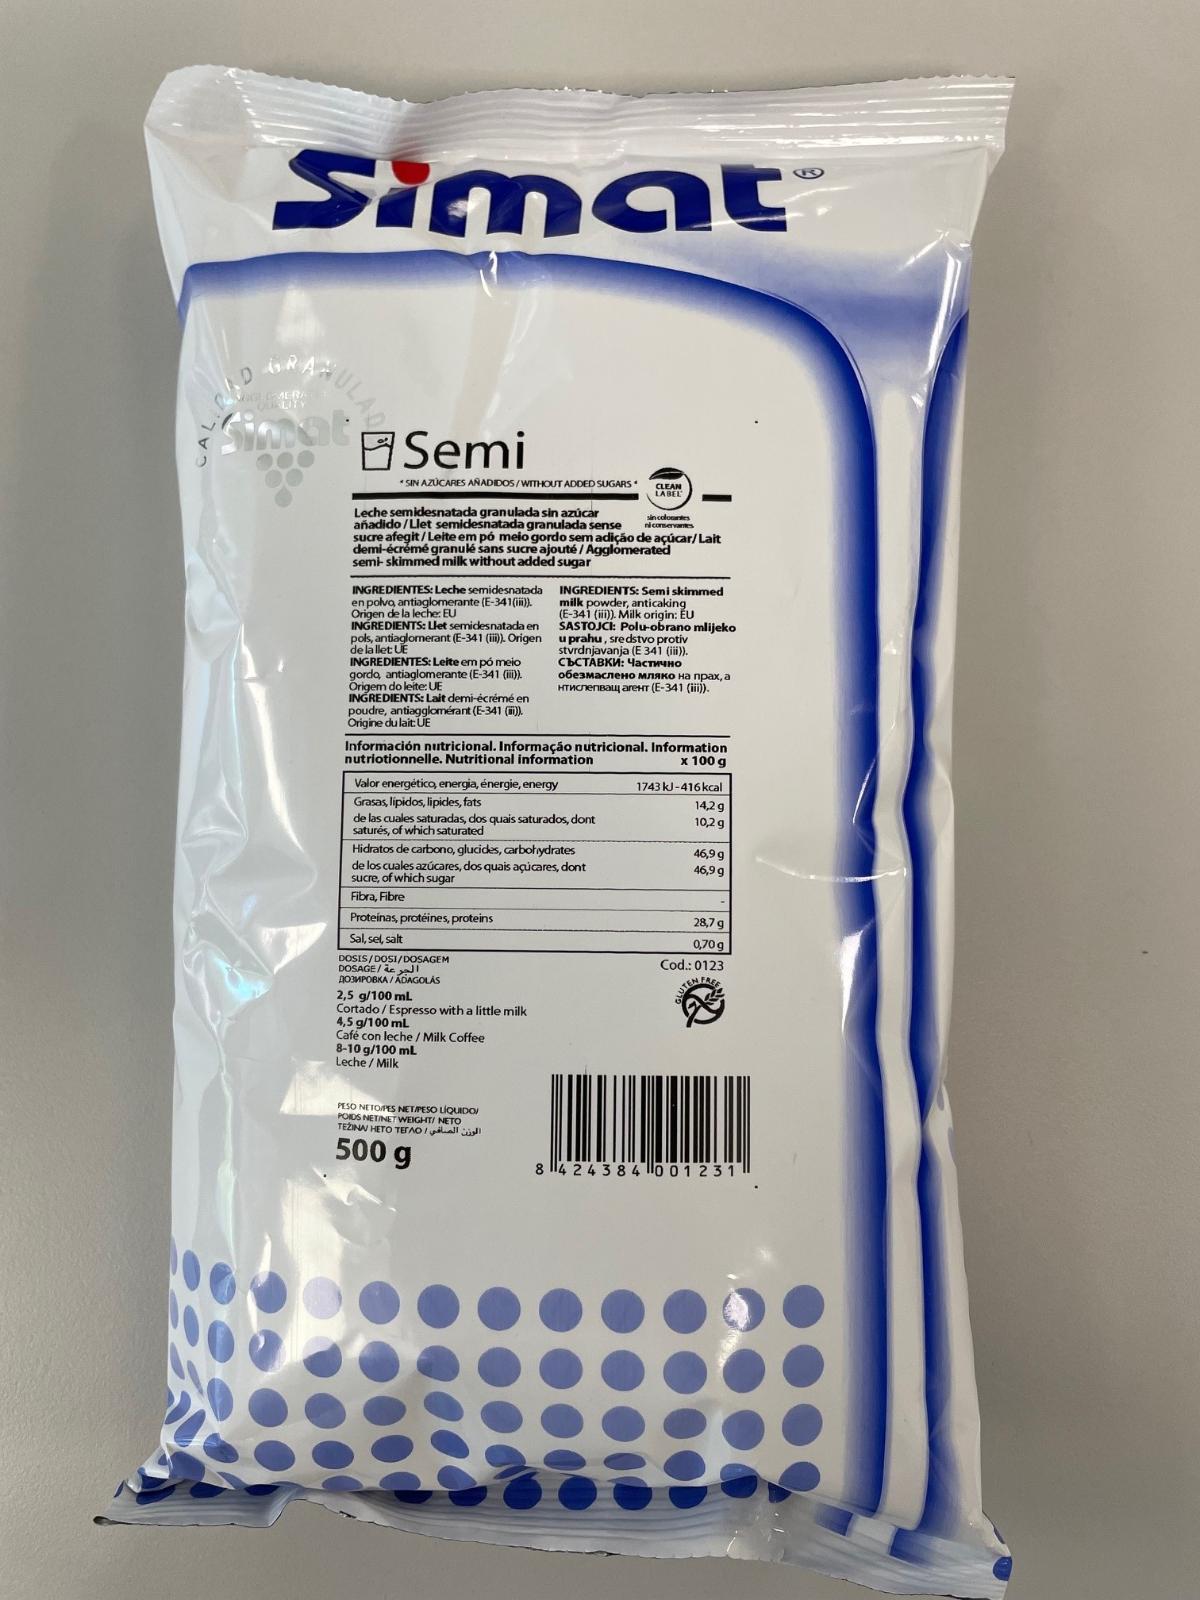 Simat®
CALIDAD GRANULADO
AGGLOMERATED
QUALITY
Simat
Semi
* SIN AZÚCARES AÑADIDOS / WITHOUT ADDED SUGARS *
CLEAN
LABEL
sin colorantes
ni conservantes
Leche semidesnatada granulada sin azúcar
añadido / Llet semidesnatada granulada sense
sucre afegit / Leite em pó meio gordo sem adição de açúcar/ Lait
demi-écrémé granulé sans sucre ajouté / Agglomerated
semi- skimmed milk without added sugar
INGREDIENTES: Leche semidesnatada
en polvo, antiaglomerante (E-341(iii)).
Origen de la leche: EU
INGREDIENTS: Llet semidesnatada en
pols, antiaglomerant (E-341 (iii)). Origen
de la llet: UE
INGREDIENTES: Leite em pó meio
gordo, antiaglomerante (E-341 (iii)).
Origem do leite: UE
INGREDIENTS: Lait demi-écrémé en
poudre, antiagglomérant (E-341 (iii)).
Origine du lait: UE
INGREDIENTS: Semi skimmed
milk powder, anticaking
(E-341 (iii)). Milk origin: EU
SASTOJCI: Polu-obrano mlijeko
u prahu, sredstvo protiv
stvrdnjavanja (E 341 (iii)).
СЪСТАВКИ: Частично
обезмаслено мляко на прах, а
нтислепващ агент (E-341 (iii)).
Información nutricional. Informação nutricional. Information
nutriotionnelle. Nutritional information x 100 g
Valor energético, energia, énergie, energy 1743 kJ - 416 kcal
Grasas, lípidos, lipides, fats 14,2 g
de las cuales saturadas, dos quais saturados, dont
saturés, of which saturated 10,2 g
Hidratos de carbono, glucides, carbohydrates 46,9 g
de los cuales azúcares, dos quais açúcares, dont
sucre, of which sugar 46,9 g
Fibra, Fibre -
Proteínas, protéines, proteins 28,7 g
Sal, sel, salt 0,70 g
DOSIS / DOSI / DOSAGEM
DOSAGE / الجرعة
ДОЗИРОВКА / ADAGOLÁS
2,5 g/100 mL
Cortado / Espresso with a little milk
4,5 g/100 mL
Café con leche / Milk Coffee
8-10 g/100 mL
Leche / Milk
Cod.: 0123
GLUTEN FREE
PESO NETO/PES NET/PESO LÍQUIDO/
POIDS NET/NET WEIGHT/ NETO
TEŽINA/ НЕТО ТЕГЛО / الوزن الصافي
500 g
8 424384 001231